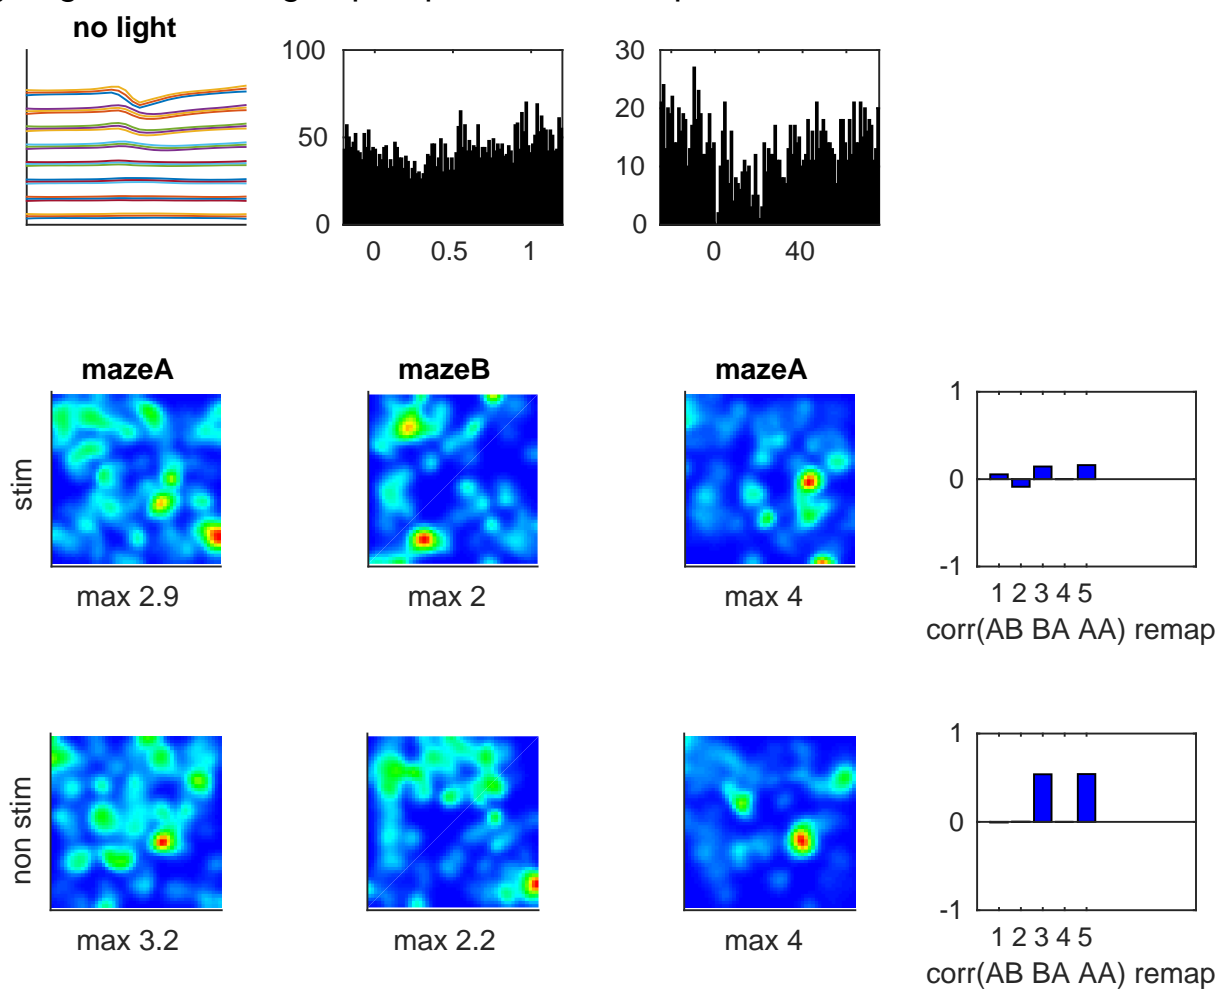 no light
100
50
0
0 0.5 1
30
20
10
0
0 40
mazeA mazeB mazeA
stim
max 2.9 max 2 max 4
1
0
-1
1 2 3 4 5
corr(AB BA AA) remap
non stim
max 3.2 max 2.2 max 4
1
0
-1
1 2 3 4 5
corr(AB BA AA) remap